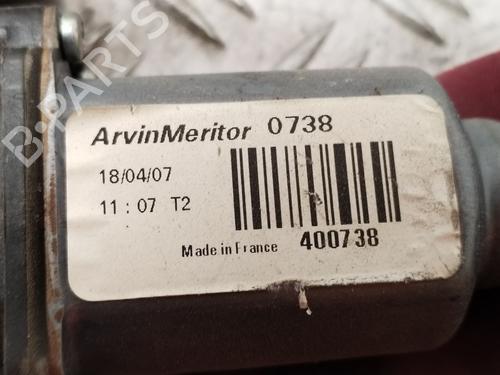 ArvinMeritor 0738
18/04/07
11 : 07 T2
Made in France 400738
B-PARTS